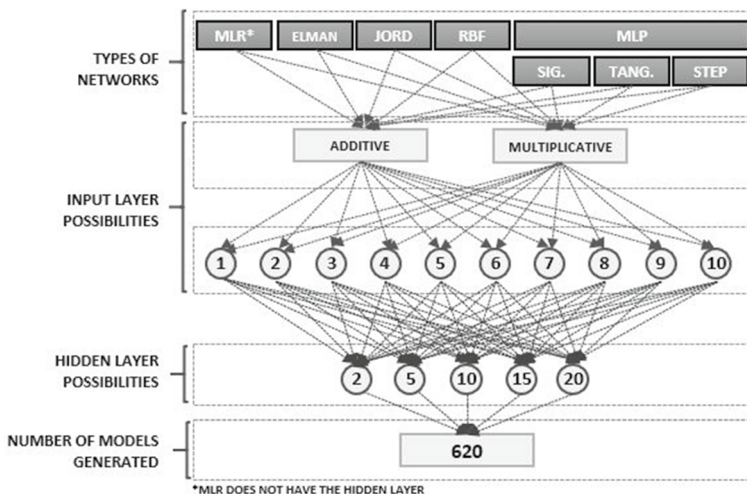 TYPES OF
NETWORKS
MLR* ELMAN JORD RBF MLP
SIG. TANG. STEP
INPUT LAYER
POSSIBILITIES
ADDITIVE MULTIPLICATIVE
1 2 3 4 5 6 7 8 9 10
HIDDEN LAYER
POSSIBILITIES
2 5 10 15 20
NUMBER OF MODELS
GENERATED
620
*MLR DOES NOT HAVE THE HIDDEN LAYER